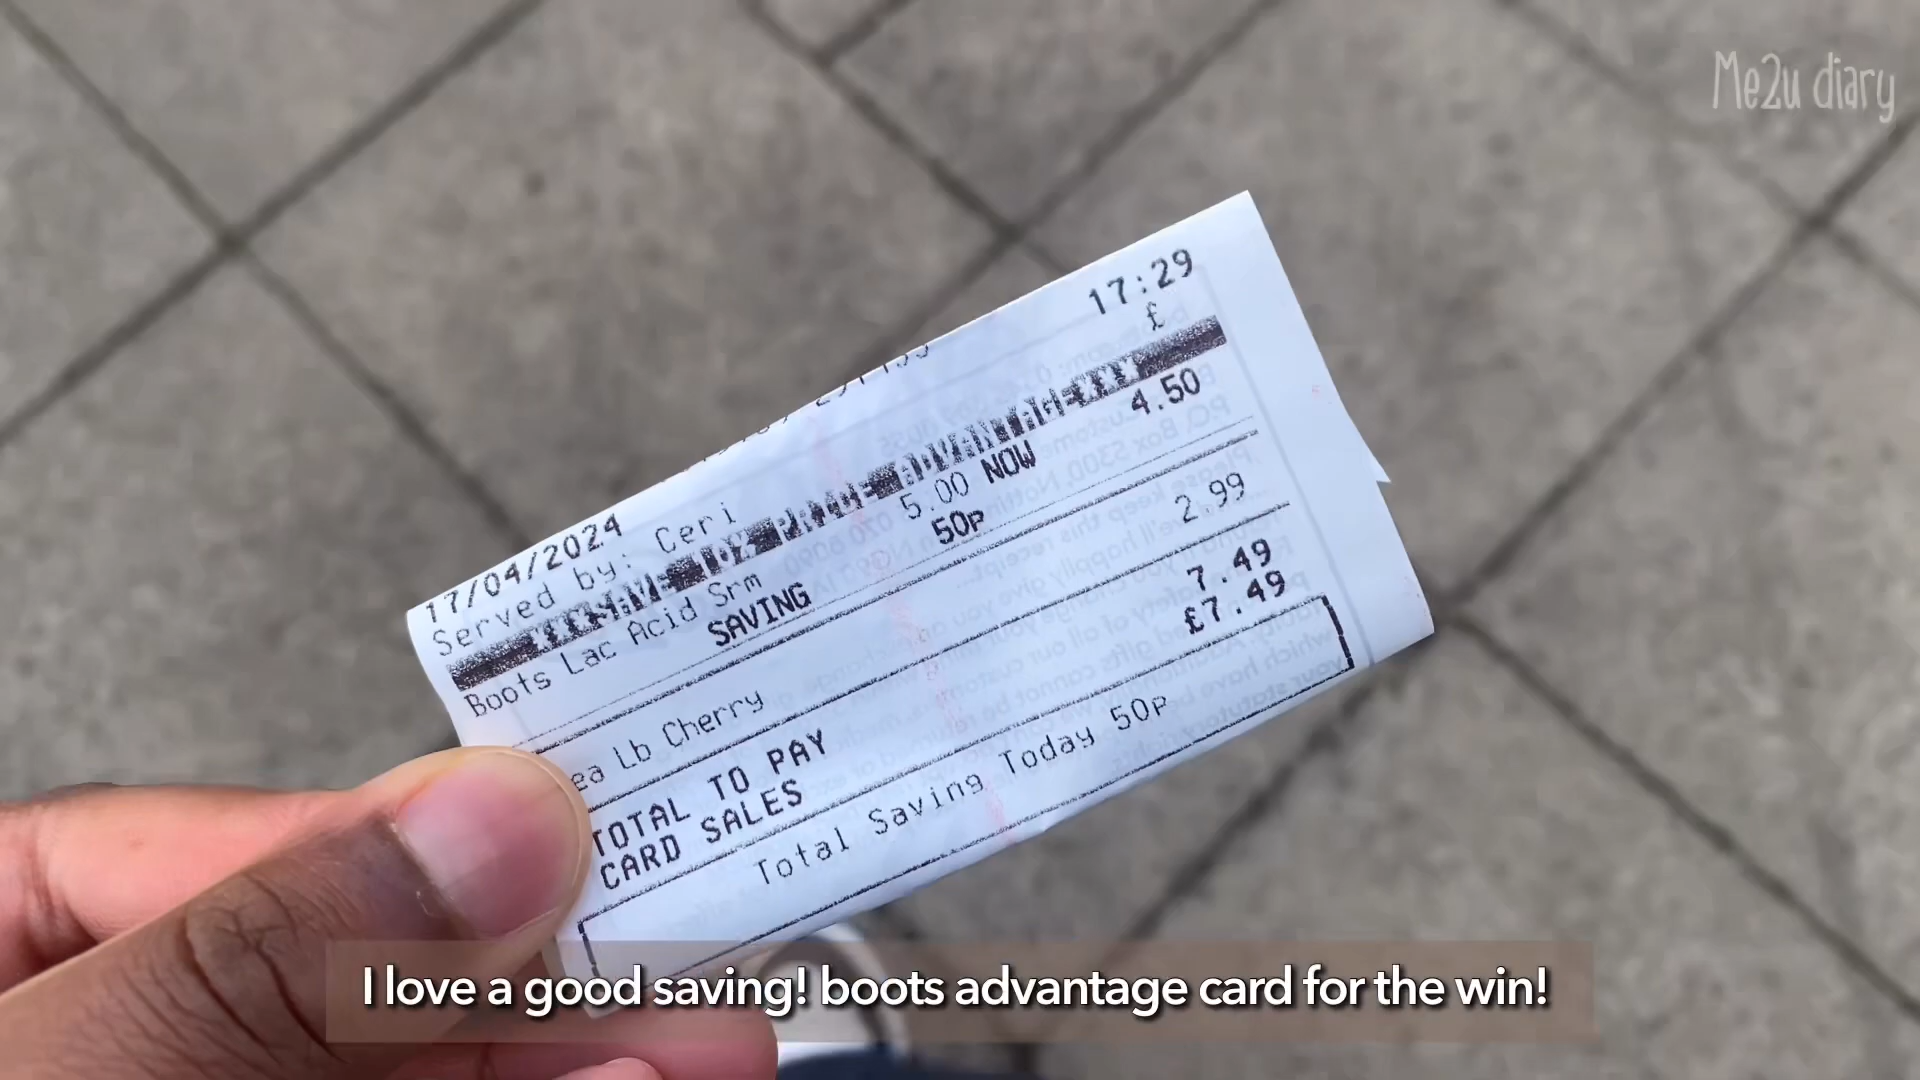 Me2u diary
17/04/2024 17:29
Served by: Ceri £
Boots Lac Acid Srm 5.00 NOW 4.50
SAVING 50p
ea Lb Cherry 2.99
TOTAL TO PAY 7.49
CARD SALES £7.49
Total Saving Today 50p
I love a good saving! boots advantage card for the win!